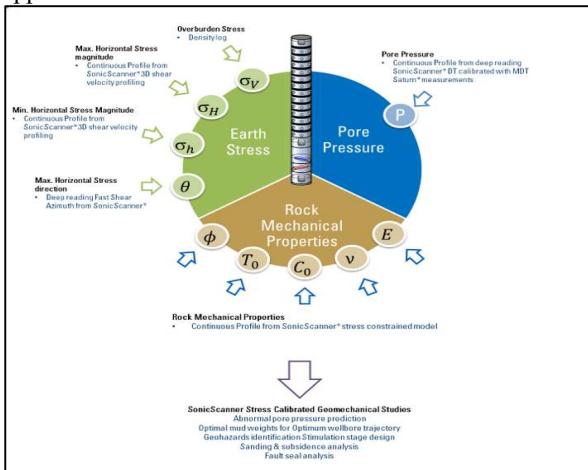 Overburden Stress
• Density log
Max. Horizontal Stress
magnitude
• Continuous Profile from
SonicScanner* 3D shear
velocity profiling
Min. Horizontal Stress Magnitude
• Continuous Profile from
SonicScanner* 3D shear velocity
profiling
Max. Horizontal Stress
direction
• Deep reading Fast Shear
Azimuth from SonicScanner*
Pore Pressure
• Continuous Profile from deep reading
SonicScanner* DT calibrated with MDT
Saturn* measurements
σV
σH
σh
θ
Earth
Stress
Pore
Pressure
P
Rock
Mechanical
Properties
ϕ
T0
C0
ν
E
Rock Mechanical Properties
• Continuous Profile from SonicScanner* stress constrained model
SonicScanner Stress Calibrated Geomechanical Studies
Abnormal pore pressure prediction
Optimal mud weights for Optimum wellbore trajectory
Geohazards identification Stimulation stage design
Sanding & subsidence analysis
Fault seal analysis